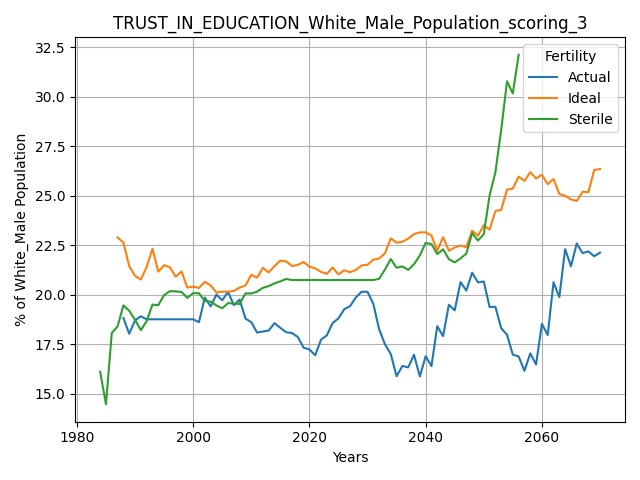 TRUST_IN_EDUCATION_White_Male_Population_scoring_3
% of White_Male Population
32.5
30.0
27.5
25.0
22.5
20.0
17.5
15.0
Fertility
Actual
Ideal
Sterile
1980
2000
2020
2040
2060
Years